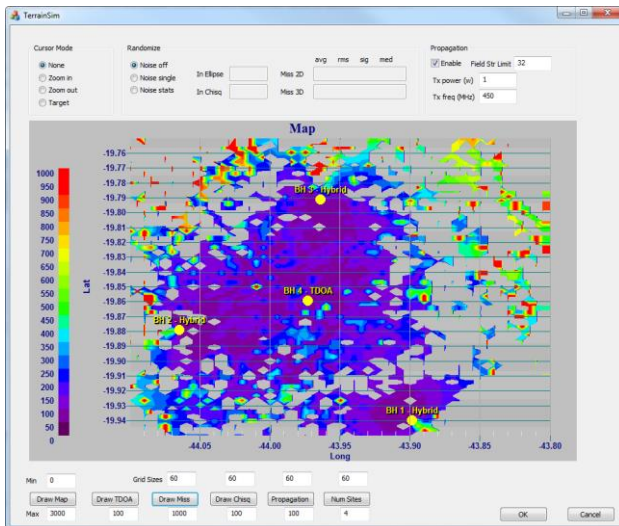 TerrainSim
Cursor Mode
None
Zoom in
Zoom out
Target
Randomize
Noise off
Noise single
Noise stats
In Ellipse
In Chisq
avg rms sig med
Miss 2D
Miss 3D
Propagation
Enable Field Str Limit 32
Tx power (w) 1
Tx freq (MHz) 450
Map
1000
950
900
850
800
750
700
650
600
550
500
450
400
350
300
250
200
150
100
50
0
Lat
-19.76
-19.78
-19.79
-19.80
-19.81
-19.82
-19.83
-19.84
-19.85
-19.86
-19.88
-19.89
-19.90
-19.91
-19.92
-19.93
-19.94
BH 3 - Hybrid
BH 4 - TDOA
BH 2 - Hybrid
BH 1 - Hybrid
-44.05 -44.00 -43.95 -43.90 -43.85 -43.80
Long
Min 0 Grid Sizes 60 60 60 60
Draw Map Draw TDOA Draw Miss Draw Chisq Propagation Num Sites
Max 3000 100 1000 100 100 4
OK Cancel